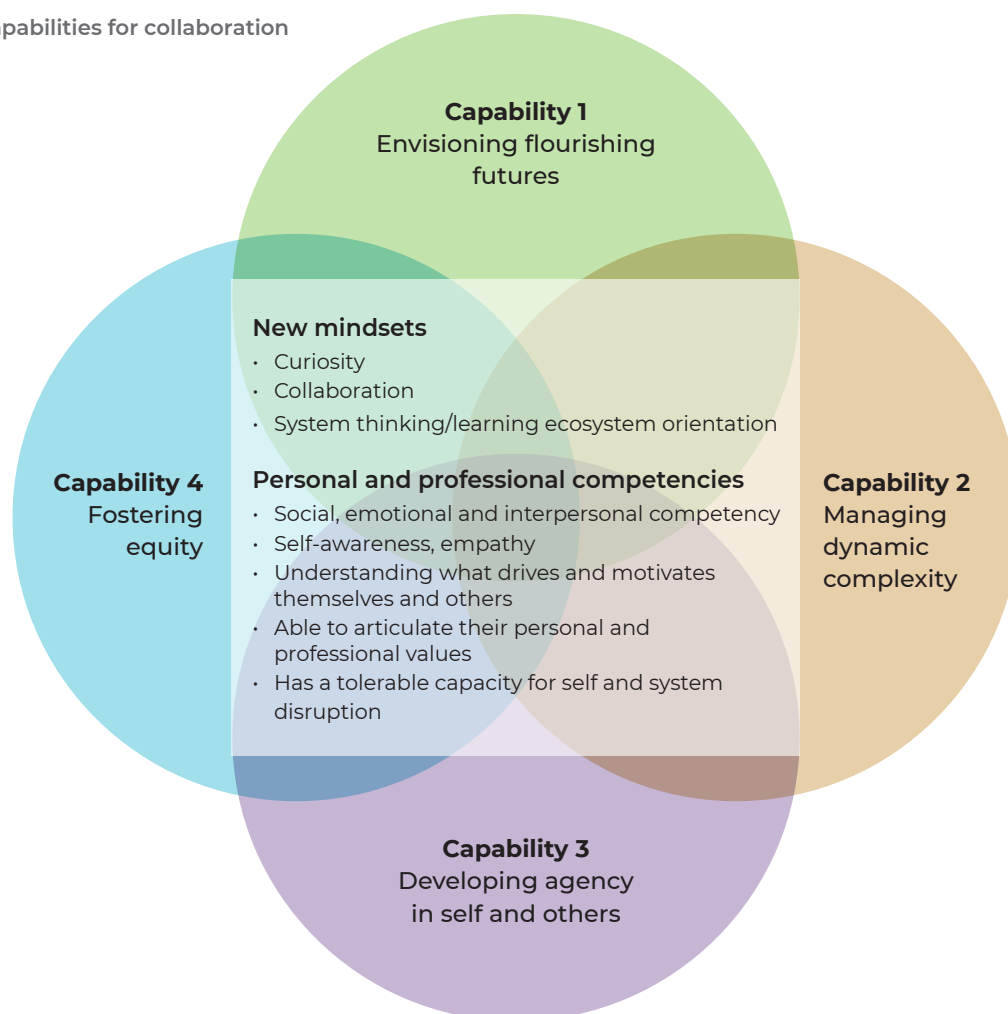 pabilities for collaboration
Capability 1
Envisioning flourishing
futures
New mindsets
· Curiosity
· Collaboration
· System thinking/learning ecosystem orientation
Personal and professional competencies
· Social, emotional and interpersonal competency
· Self-awareness, empathy
· Understanding what drives and motivates
themselves and others
· Able to articulate their personal and
professional values
· Has a tolerable capacity for self and system
disruption
Capability 4
Fostering
equity
Capability 2
Managing
dynamic
complexity
Capability 3
Developing agency
in self and others